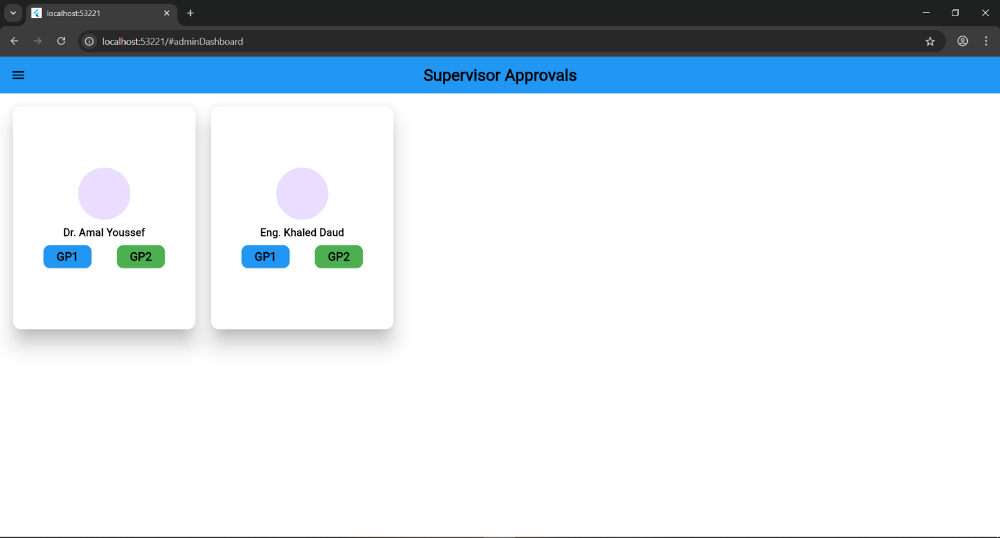 localhost:53221
localhost:53221/#adminDashboard
Supervisor Approvals
Dr. Amal Youssef
GP1 GP2
Eng. Khaled Daud
GP1 GP2